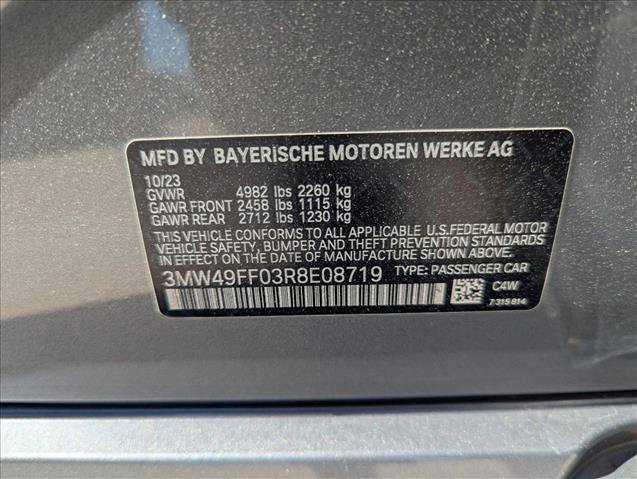 MFD BY BAYERISCHE MOTOREN WERKE AG
10/23
GVWR 4982 lbs 2260 kg
GAWR FRONT 2458 lbs 1115 kg
GAWR REAR 2712 lbs 1230 kg
THIS VEHICLE CONFORMS TO ALL APPLICABLE U.S.FEDERAL MOTOR
VEHICLE SAFETY, BUMPER AND THEFT PREVENTION STANDARDS
IN EFFECT ON THE DATE OF MANUFACTURE SHOWN ABOVE.
3MW49FF03R8E08719 TYPE: PASSENGER CAR
C4W
7315814